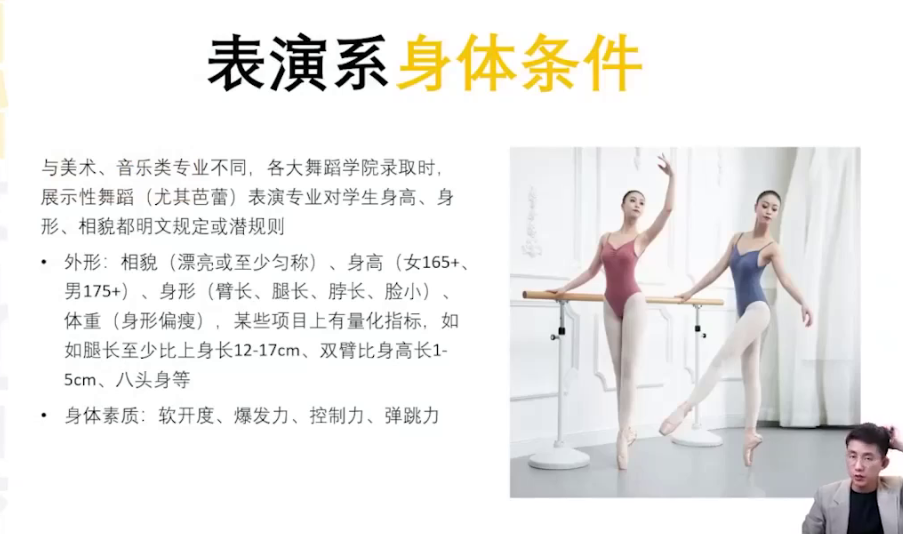 表演系身体条件
与美术、音乐类专业不同，各大舞蹈学院录取时，
展示性舞蹈（尤其芭蕾）表演专业对学生身高、身
形、相貌都明文规定或潜规则
• 外形：相貌（漂亮或至少匀称）、身高（女165+、
男175+）、身形（臂长、腿长、脖长、脸小）、
体重（身形偏瘦），某些项目上有量化指标，如
如腿长至少比上身长12-17cm、双臂比身高长1-
5cm、八头身等
• 身体素质：软开度、爆发力、控制力、弹跳力